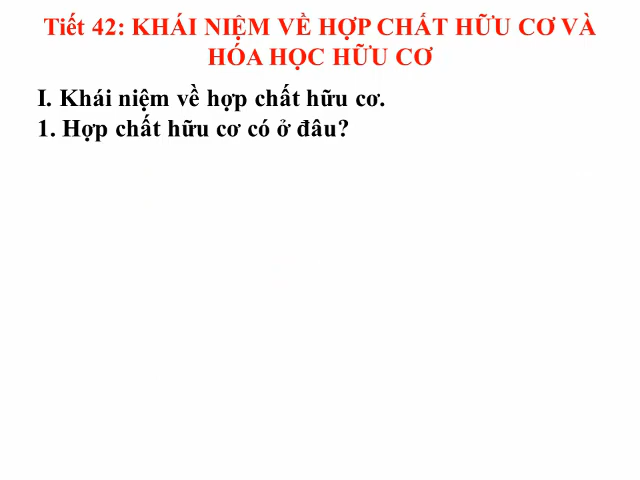 Tiết 42: KHÁI NIỆM VỀ HỢP CHẤT HỮU CƠ VÀ
HÓA HỌC HỮU CƠ
I. Khái niệm về hợp chất hữu cơ.
1. Hợp chất hữu cơ có ở đâu?